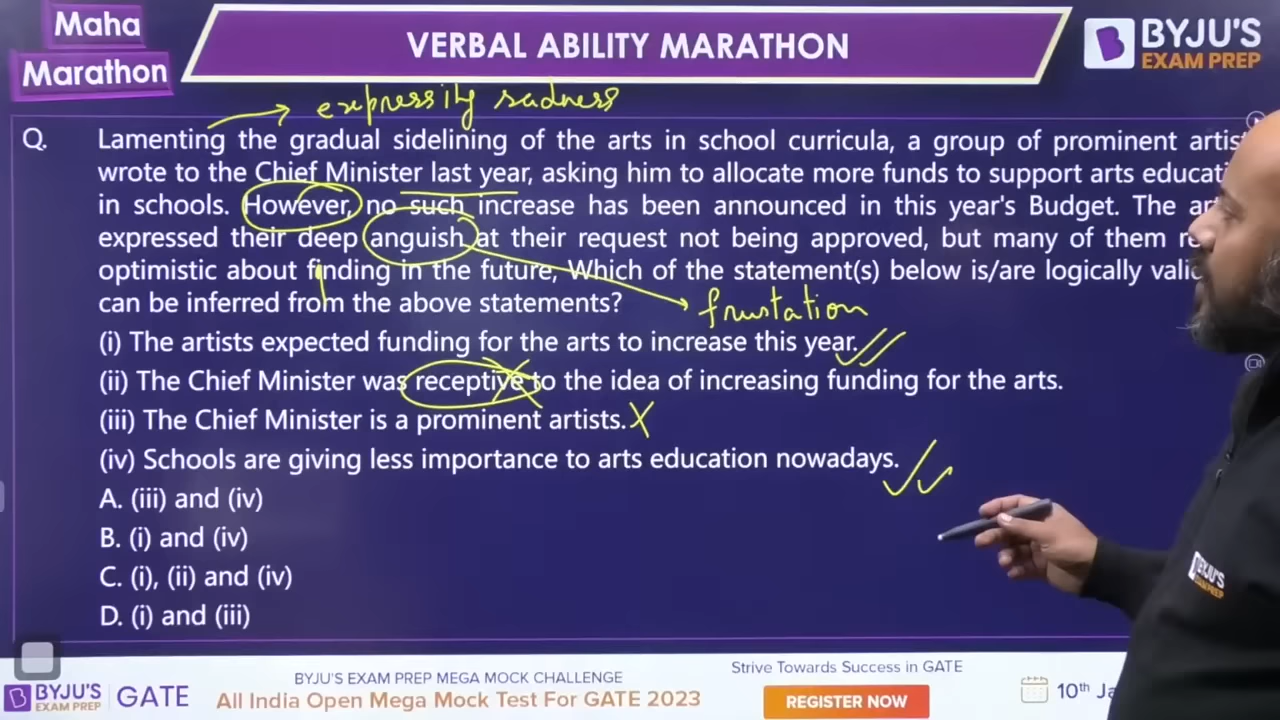 Maha
Marathon
VERBAL ABILITY MARATHON
BYJU'S
EXAM PREP
expressing sadness
Q. Lamenting the gradual sidelining of the arts in school curricula, a group of prominent
wrote to the Chief Minister last year, asking him to allocate more funds to support arts
in schools. However, no such increase has been announced in this year's Budget. The
expressed their deep anguish at their request not being approved, but many of them
optimistic about finding in the future, Which of the statement(s) below is/are logically
can be inferred from the above statements?
frustation
(i) The artists expected funding for the arts to increase this year.
(ii) The Chief Minister was receptive to the idea of increasing funding for the arts.
(iii) The Chief Minister is a prominent artists.
(iv) Schools are giving less importance to arts education nowadays.
A. (iii) and (iv)
B. (i) and (iv)
C. (i), (ii) and (iv)
D. (i) and (iii)
BYJU'S
BYJU'S
EXAM PREP
GATE
BYJU'S EXAM PREP MEGA MOCK CHALLENGE
All India Open Mega Mock Test For GATE 2023
Strive Towards Success in GATE
REGISTER NOW
10th